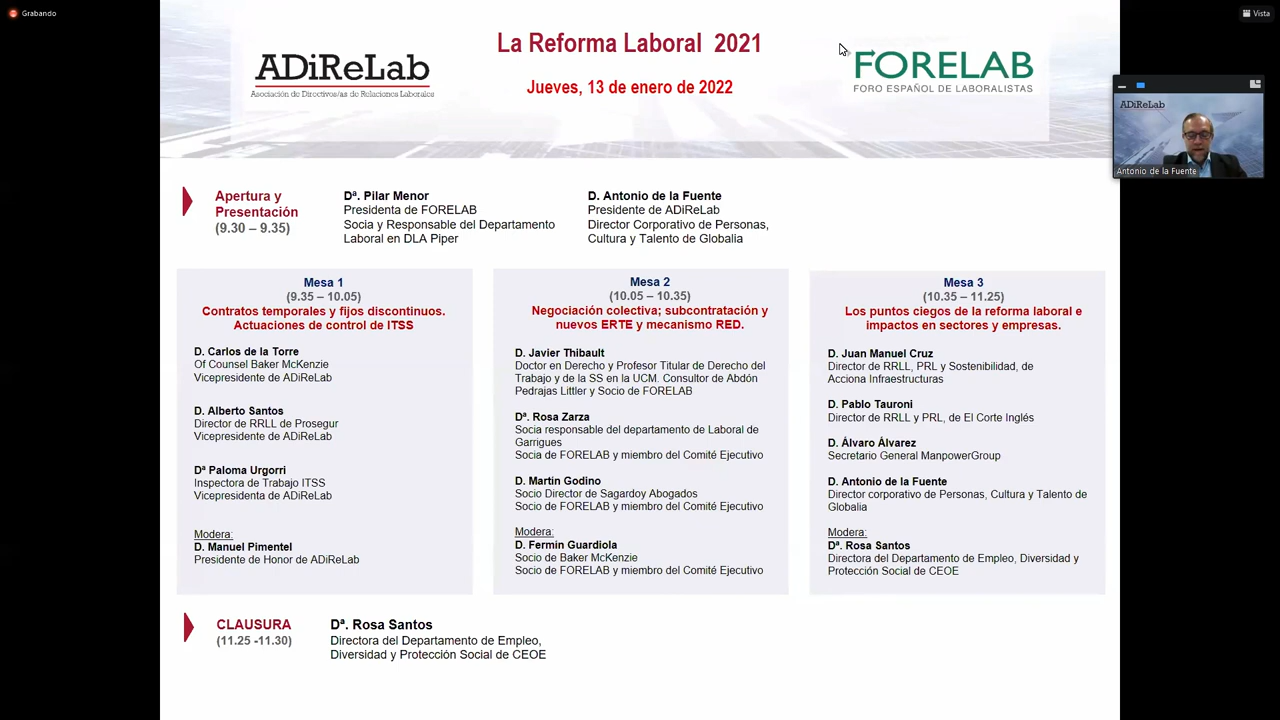 Grabando
Vista
La Reforma Laboral 2021
Jueves, 13 de enero de 2022
ADiReLab
Asociación de Directivos/as de Relaciones Laborales
FORELAB
FORO ESPAÑOL DE LABORALISTAS
ADiReLab
Antonio de la Fuente
Apertura y
Presentación
(9.30 – 9.35)
Dª. Pilar Menor
Presidenta de FORELAB
Socia y Responsable del Departamento
Laboral en DLA Piper
D. Antonio de la Fuente
Presidente de ADiReLab
Director Corporativo de Personas,
Cultura y Talento de Globalia
Mesa 1
(9.35 – 10.05)
Contratos temporales y fijos discontinuos.
Actuaciones de control de ITSS
D. Carlos de la Torre
Of Counsel Baker McKenzie
Vicepresidente de ADiReLab
D. Alberto Santos
Director de RRLL de Prosegur
Vicepresidente de ADiReLab
Dª Paloma Urgorri
Inspectora de Trabajo ITSS
Vicepresidenta de ADiReLab
Modera:
D. Manuel Pimentel
Presidente de Honor de ADiReLab
Mesa 2
(10.05 – 10.35)
Negociación colectiva; subcontratación y
nuevos ERTE y mecanismo RED.
D. Javier Thibault
Doctor en Derecho y Profesor Titular de Derecho del
Trabajo y de la SS en la UCM. Consultor de Abdón
Pedrajas Littler y Socio de FORELAB
Dª. Rosa Zarza
Socia responsable del departamento de Laboral de
Garrigues
Socia de FORELAB y miembro del Comité Ejecutivo
D. Martín Godino
Socio Director de Sagardoy Abogados
Socio de FORELAB y miembro del Comité Ejecutivo
Modera:
D. Fermín Guardiola
Socio de Baker McKenzie
Socio de FORELAB y miembro del Comité Ejecutivo
Mesa 3
(10.35 – 11.25)
Los puntos ciegos de la reforma laboral e
impactos en sectores y empresas.
D. Juan Manuel Cruz
Director de RRLL, PRL y Sostenibilidad, de
Acciona Infraestructuras
D. Pablo Tauroni
Director de RRLL y PRL, de El Corte Inglés
D. Álvaro Álvarez
Secretario General ManpowerGroup
D. Antonio de la Fuente
Director corporativo de Personas, Cultura y Talento de
Globalia
Modera:
Dª. Rosa Santos
Directora del Departamento de Empleo, Diversidad y
Protección Social de CEOE
CLAUSURA
(11.25 -11.30)
Dª. Rosa Santos
Directora del Departamento de Empleo,
Diversidad y Protección Social de CEOE